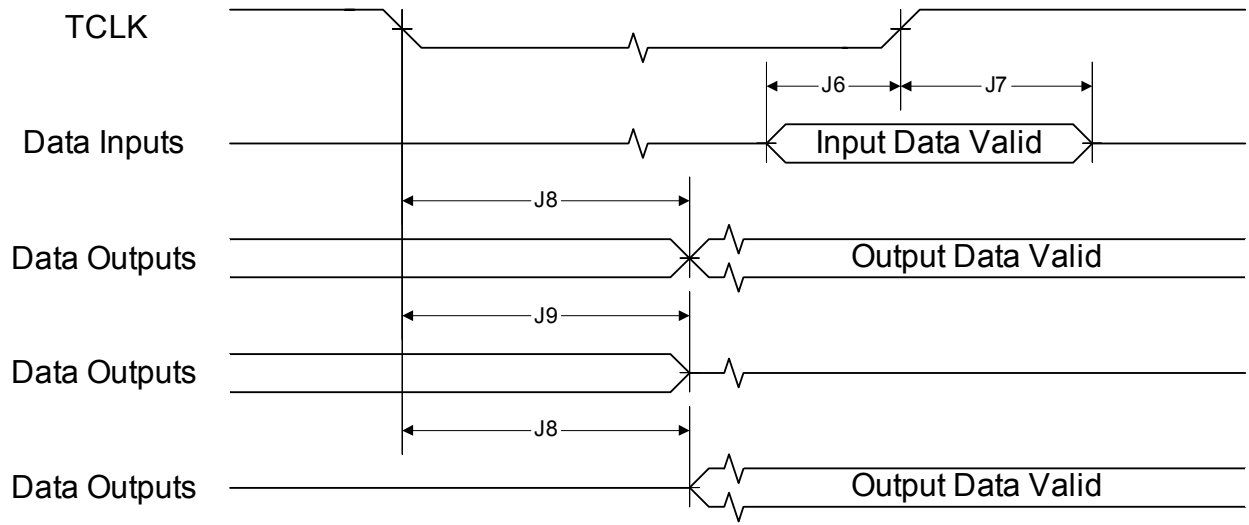 TCLK
J6
J7
Data Inputs
Input Data Valid
J8
Data Outputs
Output Data Valid
J9
Data Outputs
J8
Data Outputs
Output Data Valid